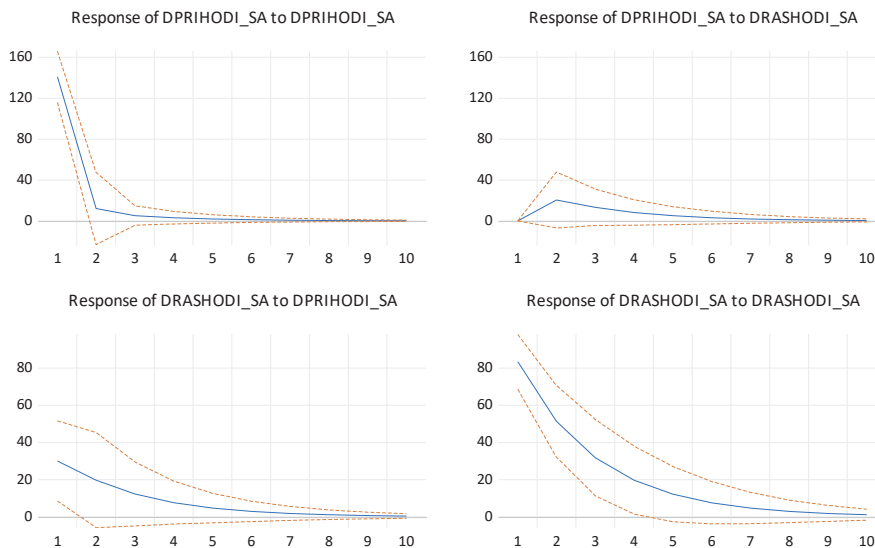 Response of DPRIHODI_SA to DPRIHODI_SA
160
120
80
40
0
1 2 3 4 5 6 7 8 9 10
Response of DPRIHODI_SA to DRASHODI_SA
160
120
80
40
0
1 2 3 4 5 6 7 8 9 10
Response of DRASHODI_SA to DPRIHODI_SA
80
60
40
20
0
1 2 3 4 5 6 7 8 9 10
Response of DRASHODI_SA to DRASHODI_SA
80
60
40
20
0
1 2 3 4 5 6 7 8 9 10